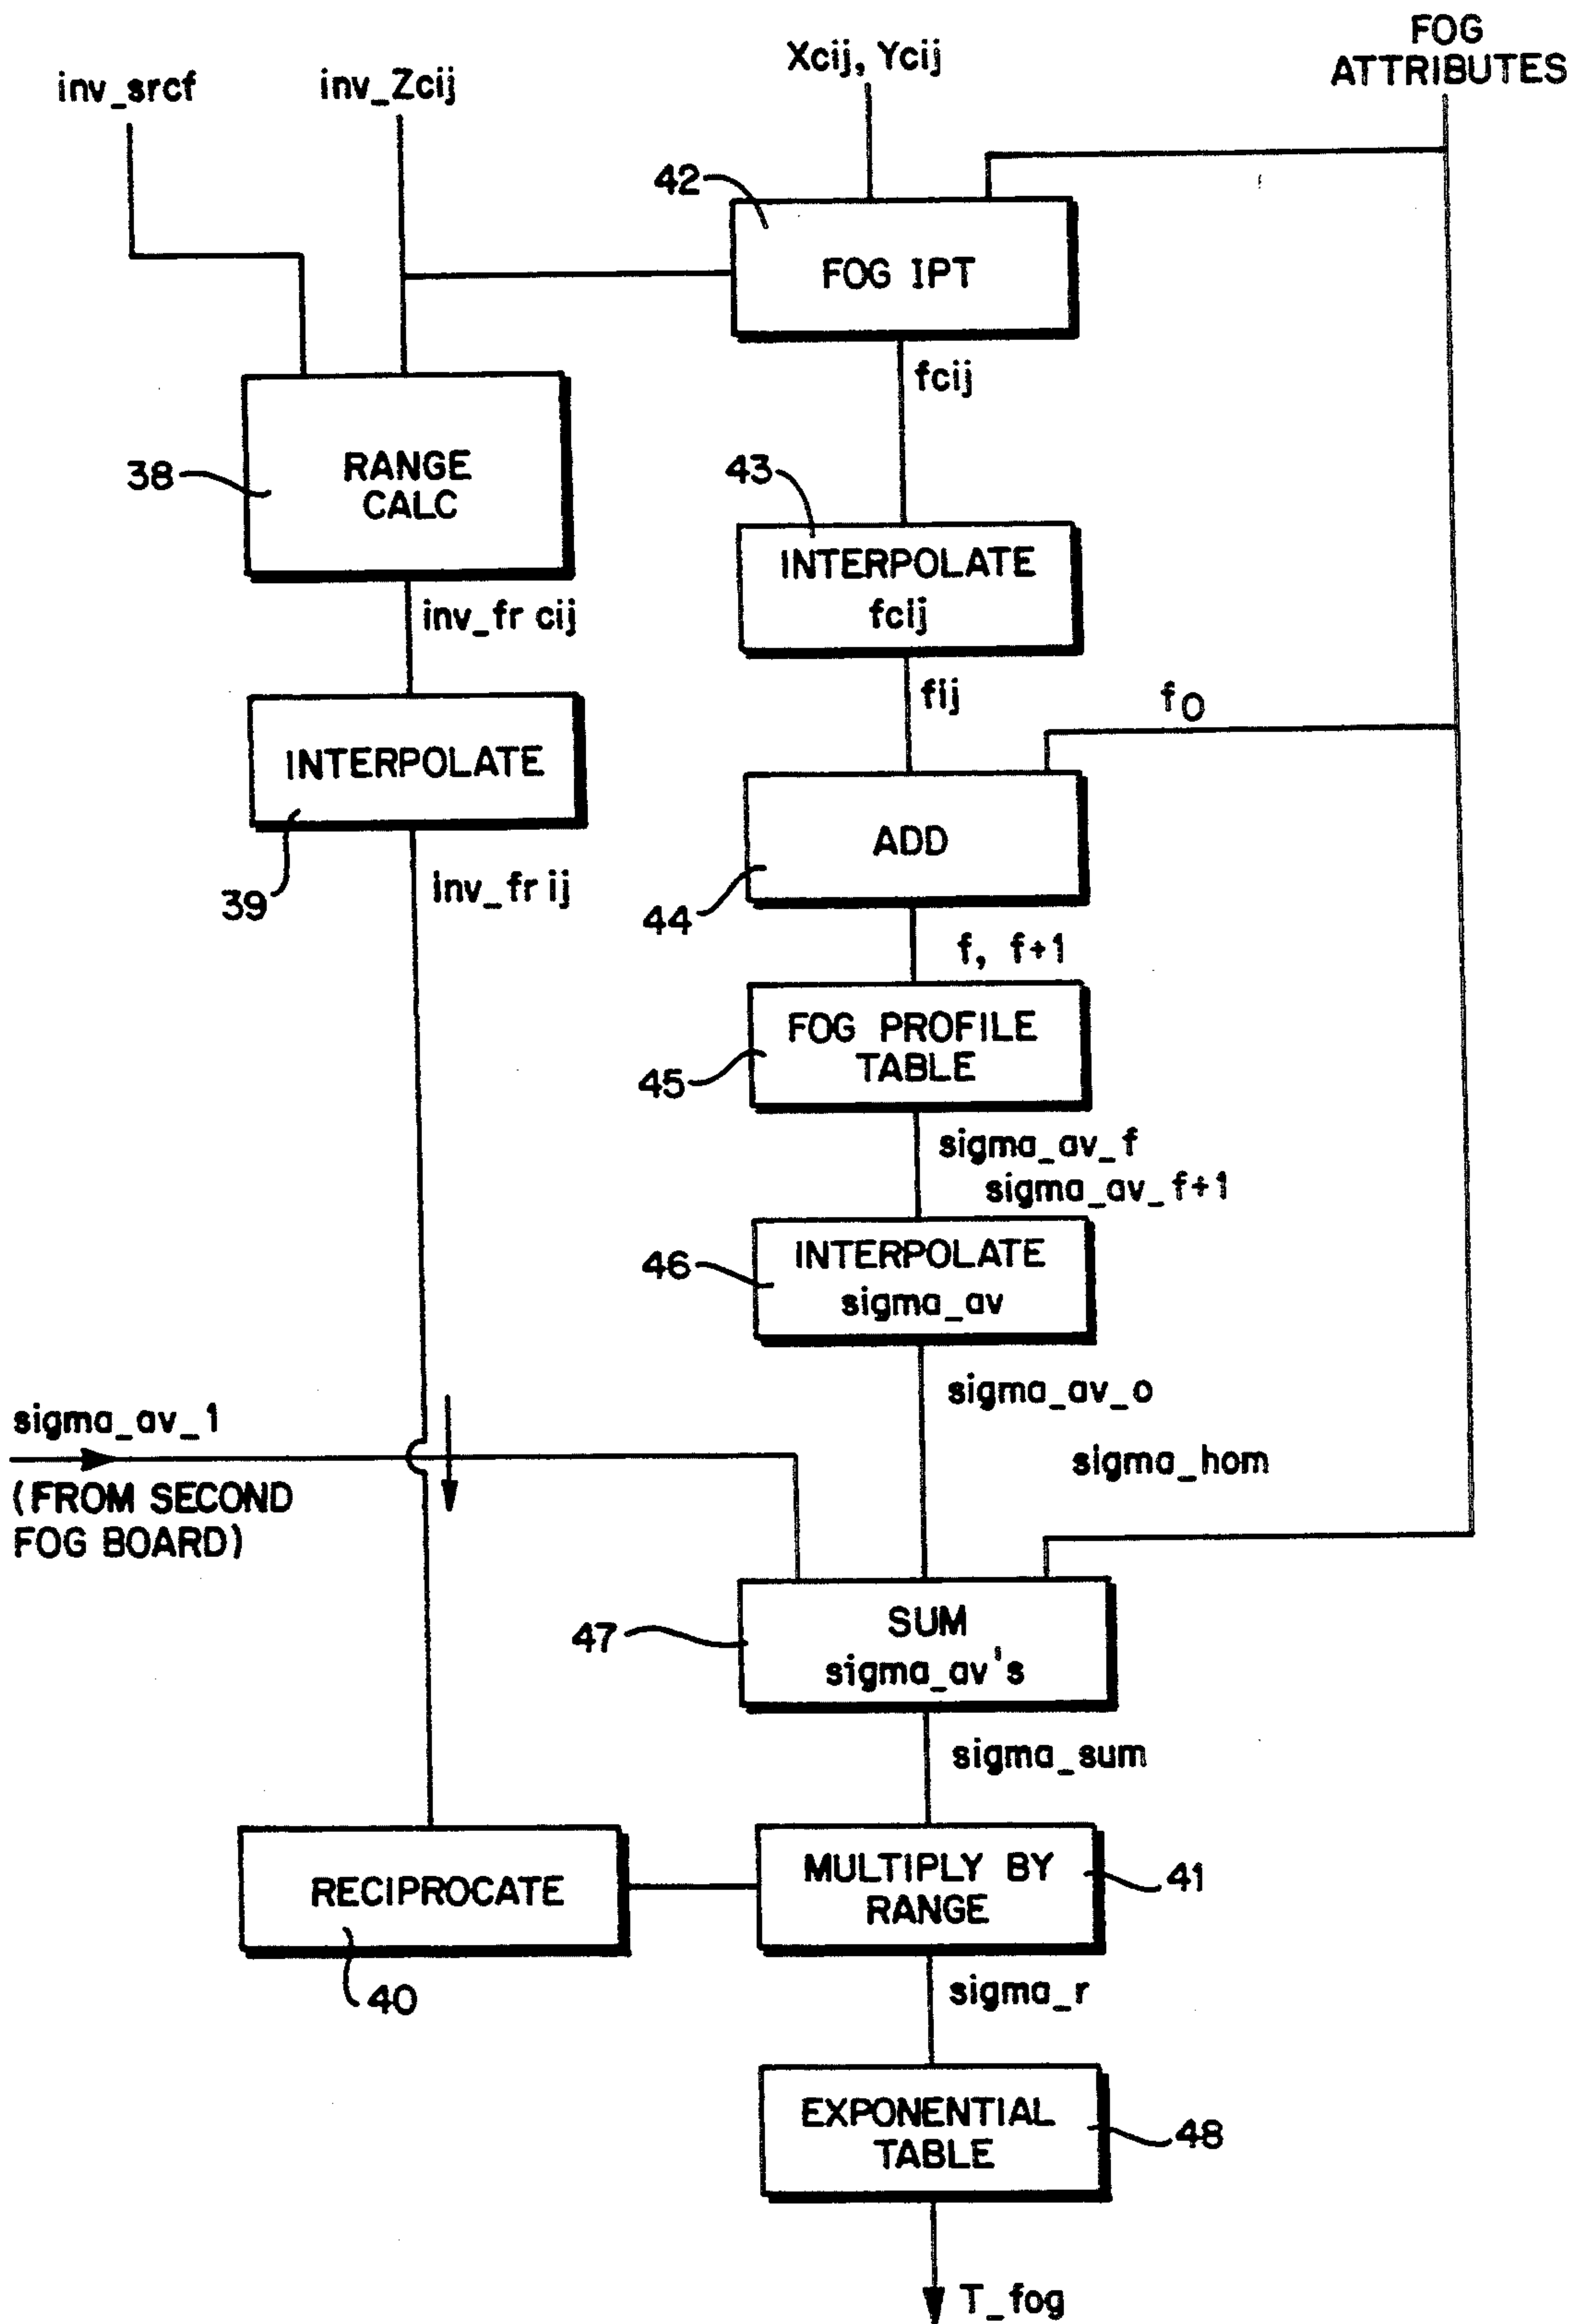 FOG
ATTRIBUTES
Xcij, Ycij
inv_srcf
inv_Zcij
42
FOG IPT
fcij
38
RANGE
CALC
43
INTERPOLATE
fcij
inv_fr cij
fij
fO
INTERPOLATE
39
ADD
44
inv_fr ij
f, f+1
FOG PROFILE
TABLE
45
sigma_av_f
sigma_av_f+1
46
INTERPOLATE
sigma_av
sigma_av_o
sigma_av_1
(FROM SECOND
FOG BOARD)
sigma_hom
47
SUM
sigma_av's
sigma_sum
RECIPROCATE
40
MULTIPLY BY
RANGE
41
sigma_r
EXPONENTIAL
TABLE
48
T_fog